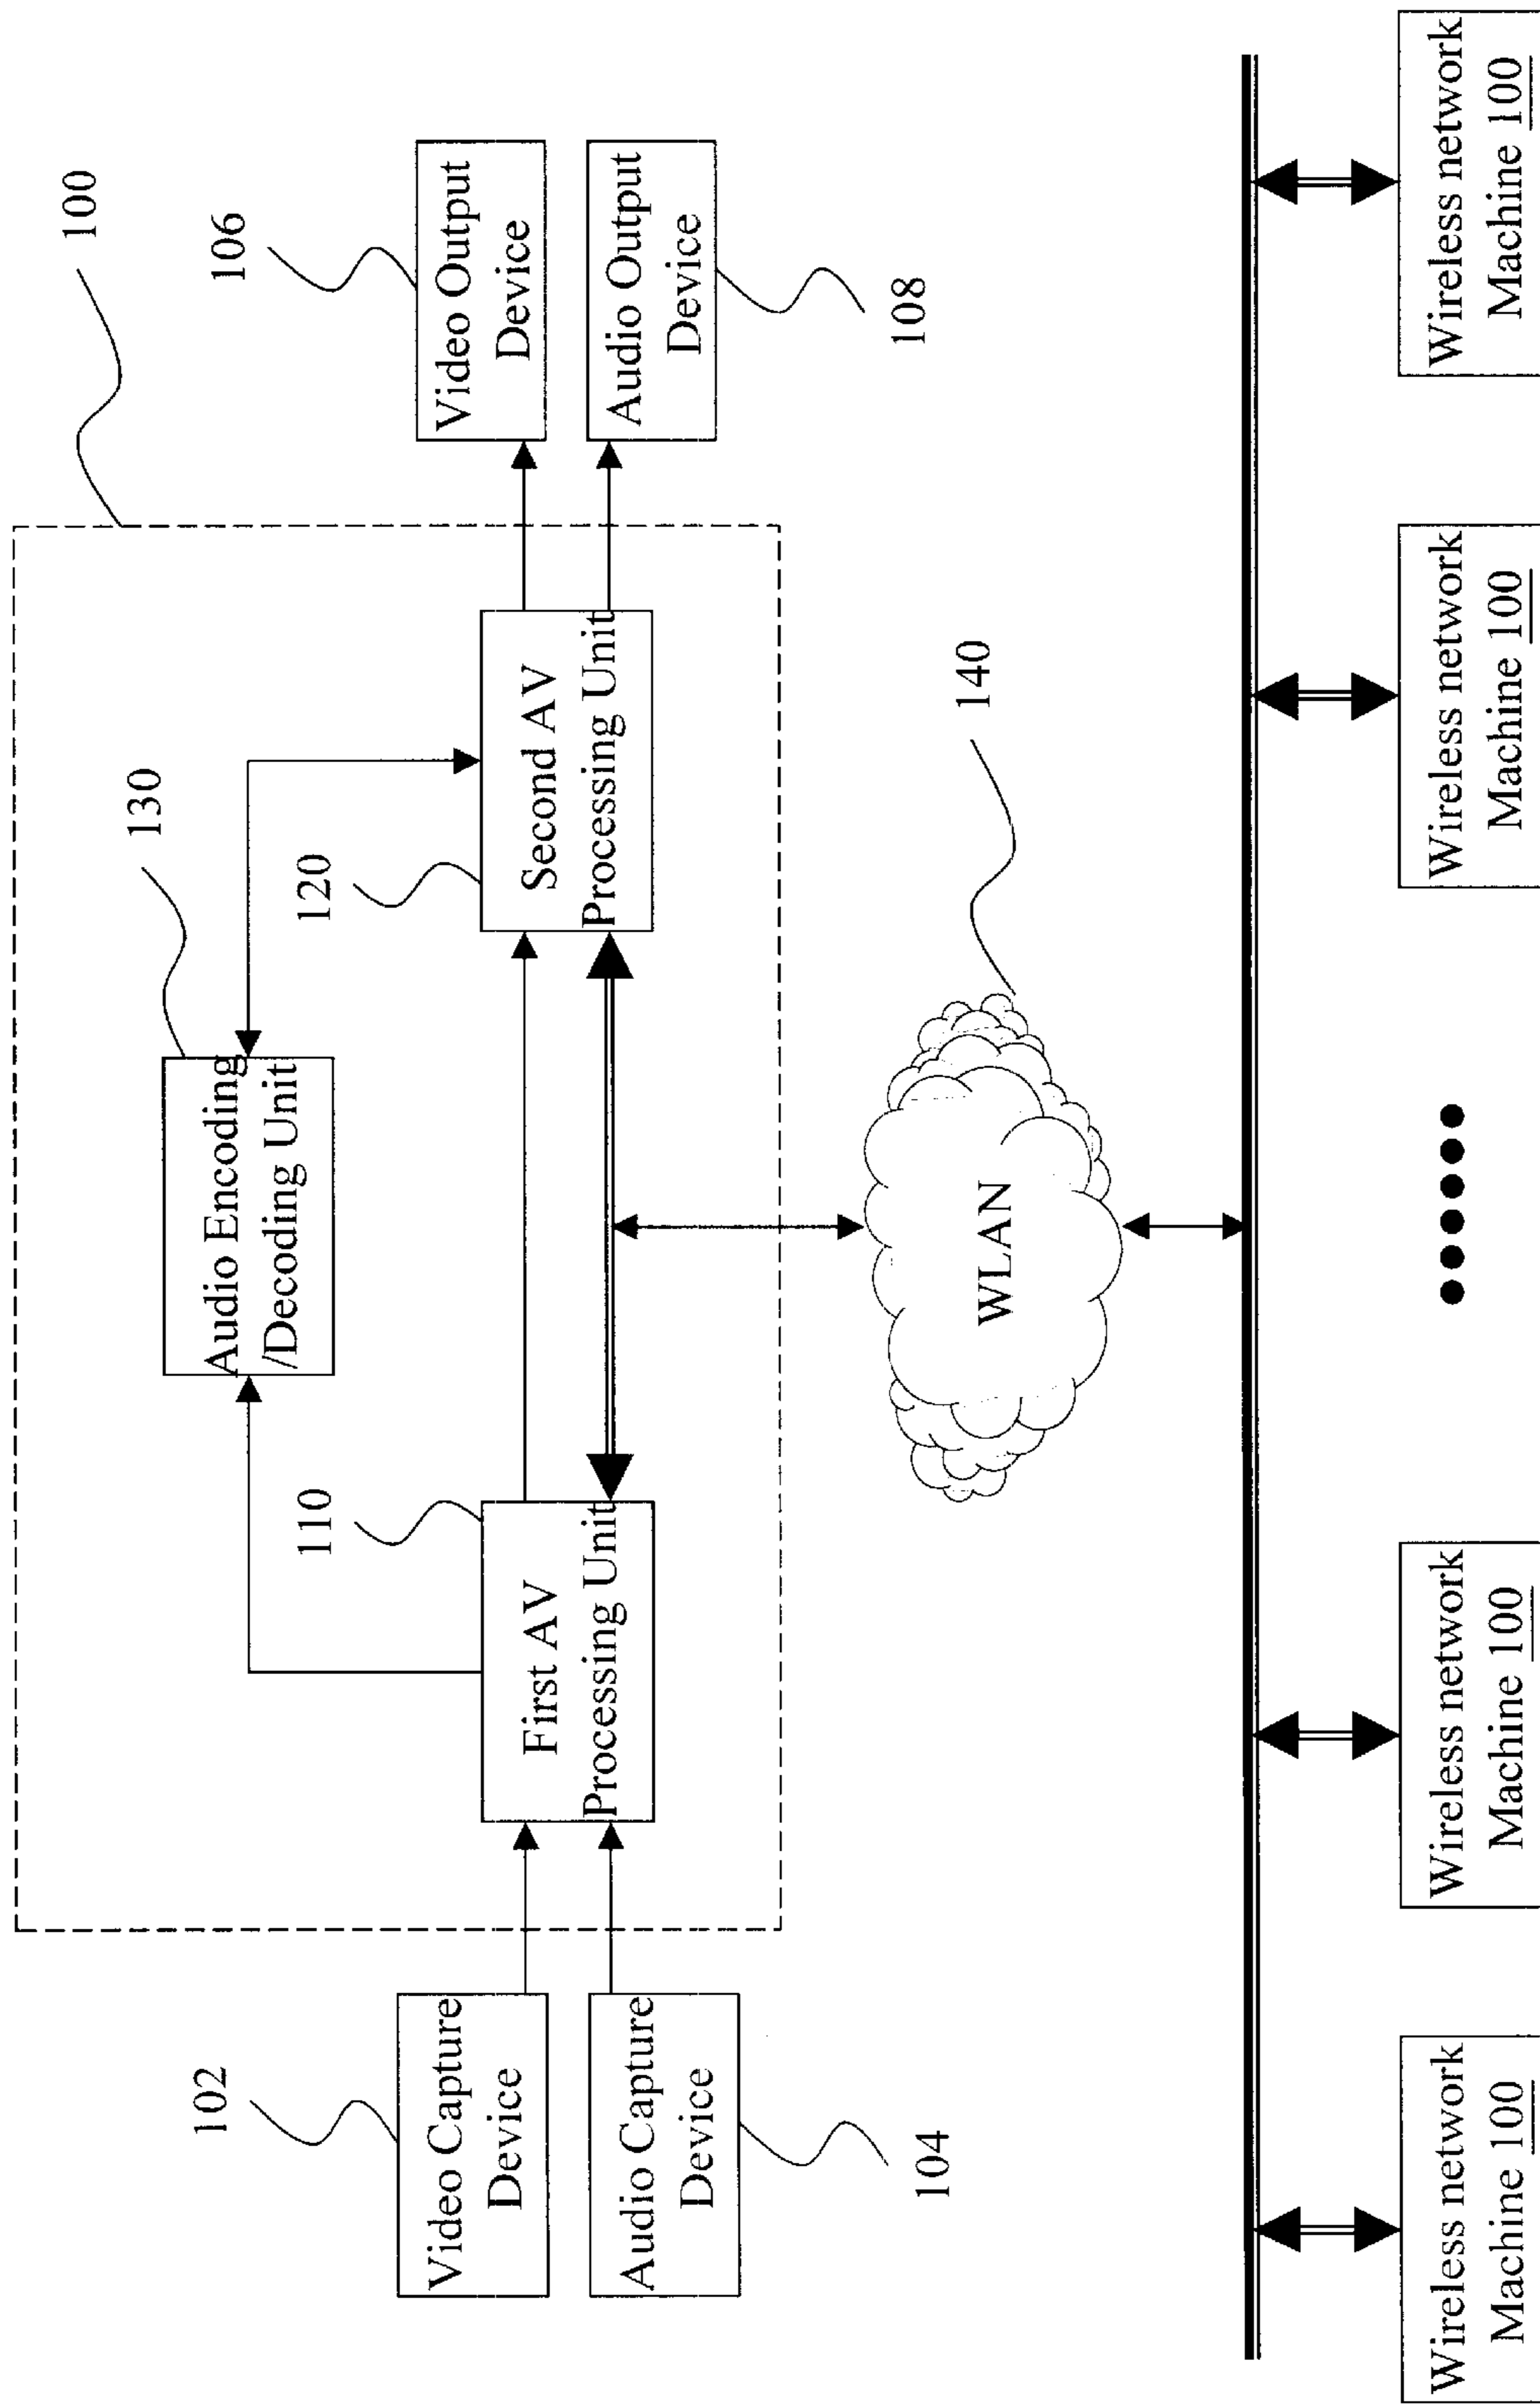 100
130
Audio Encoding
/Decoding Unit
102
110
120
106
Video Capture
Device
First AV
Processing Unit
Second AV
Processing Unit
Video Output
Device
Audio Capture
Device
Audio Output
Device
104
108
140
WLAN
Wireless network
Machine 100
Wireless network
Machine 100
Wireless network
Machine 100
Wireless network
Machine 100